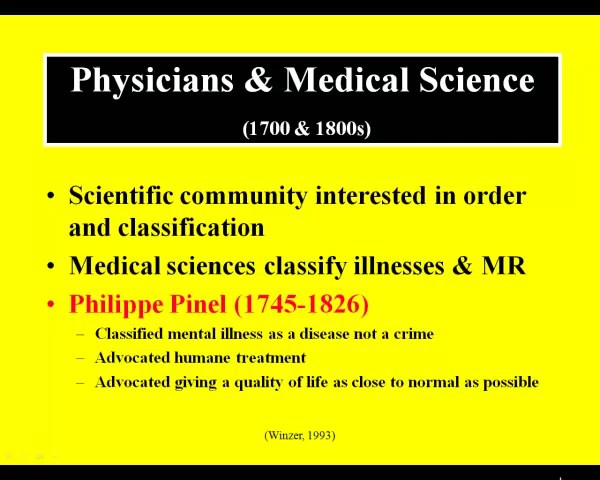 Physicians & Medical Science
(1700 & 1800s)
• Scientific community interested in order
and classification
• Medical sciences classify illnesses & MR
• Philippe Pinel (1745-1826)
– Classified mental illness as a disease not a crime
– Advocated humane treatment
– Advocated giving a quality of life as close to normal as possible
(Winzer, 1993)